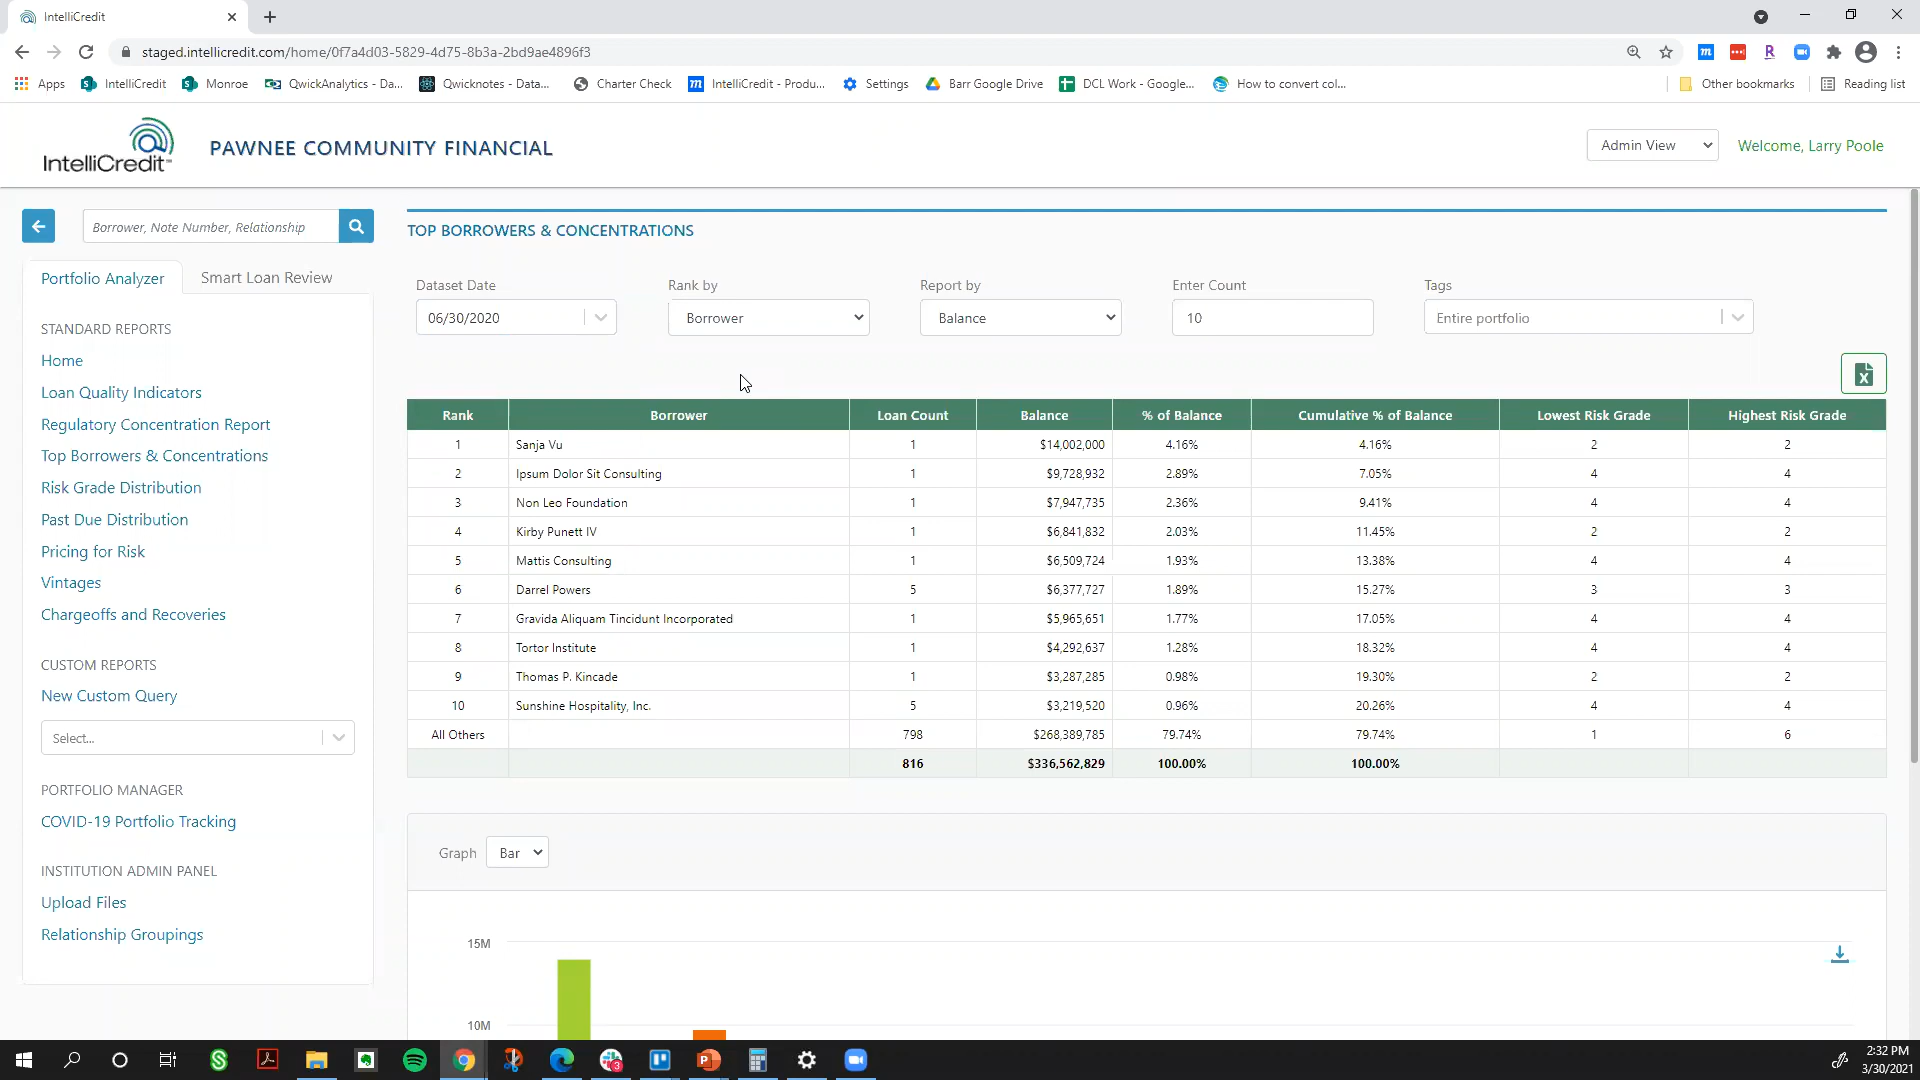 IntelliCredit
staged.intellicredit.com/home/0f7a4d03-5829-4d75-8b3a-2bd9ae4896f3
Apps IntelliCredit Monroe QwickAnalytics - Da... Qwicknotes - Data... Charter Check IntelliCredit - Produ... Settings Barr Google Drive DCL Work - Google... How to convert col... Other bookmarks Reading list
IntelliCredit™ PAWNEE COMMUNITY FINANCIAL Admin View Welcome, Larry Poole
Borrower, Note Number, Relationship
Portfolio Analyzer Smart Loan Review
STANDARD REPORTS
Home
Loan Quality Indicators
Regulatory Concentration Report
Top Borrowers & Concentrations
Risk Grade Distribution
Past Due Distribution
Pricing for Risk
Vintages
Chargeoffs and Recoveries
CUSTOM REPORTS
New Custom Query
Select...
PORTFOLIO MANAGER
COVID-19 Portfolio Tracking
INSTITUTION ADMIN PANEL
Upload Files
Relationship Groupings
TOP BORROWERS & CONCENTRATIONS
Dataset Date Rank by Report by Enter Count Tags
06/30/2020 Borrower Balance 10 Entire portfolio
Rank Borrower Loan Count Balance % of Balance Cumulative % of Balance Lowest Risk Grade Highest Risk Grade
1 Sanja Vu 1 $14,002,000 4.16% 4.16% 2 2
2 Ipsum Dolor Sit Consulting 1 $9,728,932 2.89% 7.05% 4 4
3 Non Leo Foundation 1 $7,947,735 2.36% 9.41% 4 4
4 Kirby Punett IV 1 $6,841,832 2.03% 11.45% 2 2
5 Mattis Consulting 1 $6,509,724 1.93% 13.38% 4 4
6 Darrel Powers 5 $6,377,727 1.89% 15.27% 3 3
7 Gravida Aliquam Tincidunt Incorporated 1 $5,965,651 1.77% 17.05% 4 4
8 Tortor Institute 1 $4,292,637 1.28% 18.32% 4 4
9 Thomas P. Kincade 1 $3,287,285 0.98% 19.30% 2 2
10 Sunshine Hospitality, Inc. 5 $3,219,520 0.96% 20.26% 4 4
All Others 798 $268,389,785 79.74% 79.74% 1 6
816 $336,562,829 100.00% 100.00%
Graph Bar
15M
10M
2:32 PM
3/30/2021